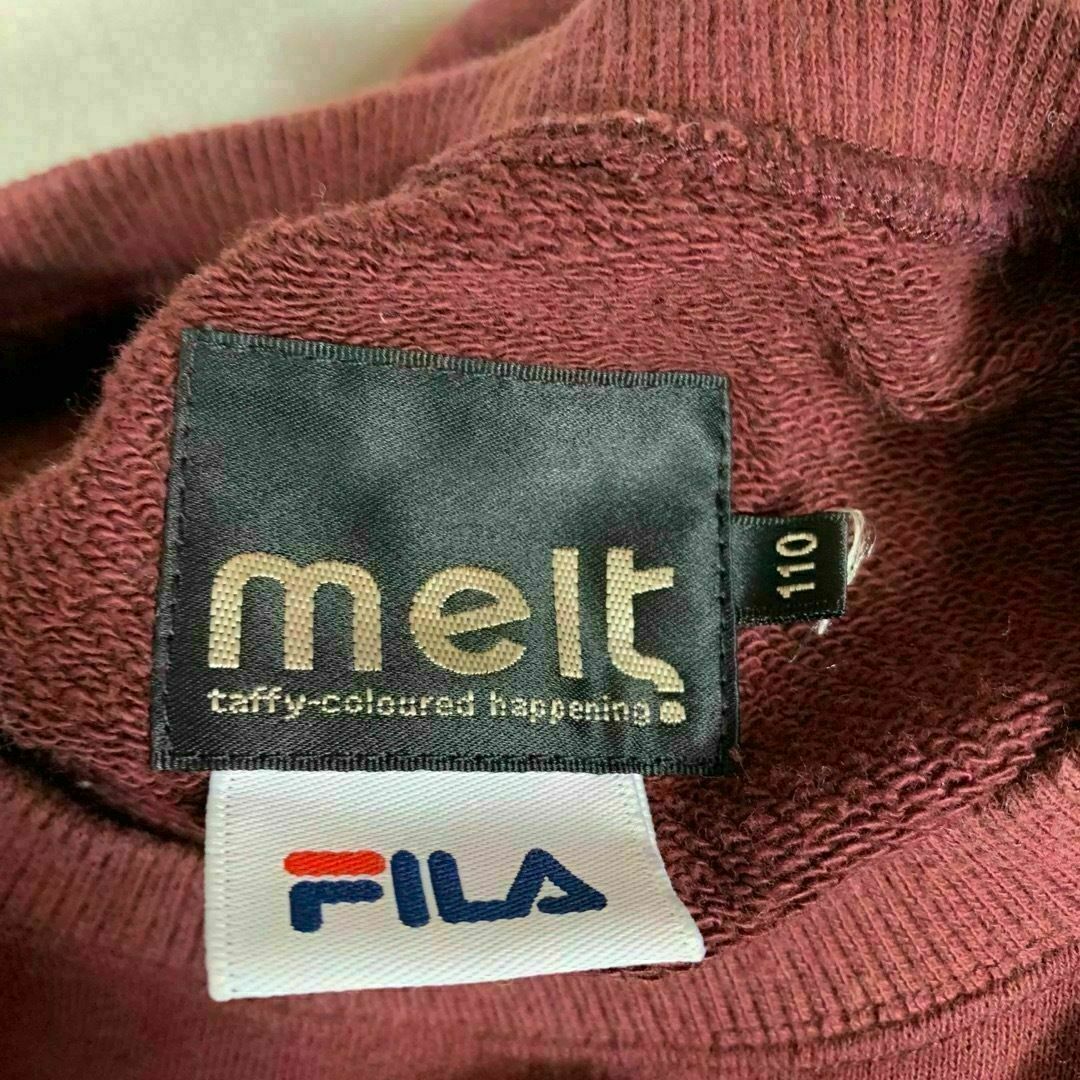 melt.
taffy-coloured happening
110
FILA